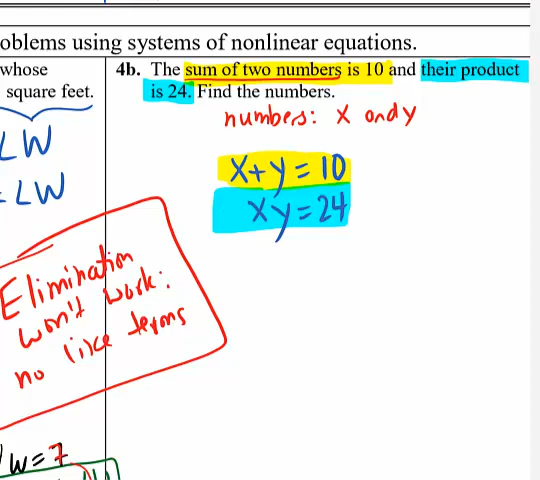 oblems using systems of nonlinear equations.
whose
square feet.
LW
= LW
Elimination
won't work:
no like terms
w=7
4b. The sum of two numbers is 10 and their product
is 24. Find the numbers.
numbers: x and y
x+y=10
xy=24